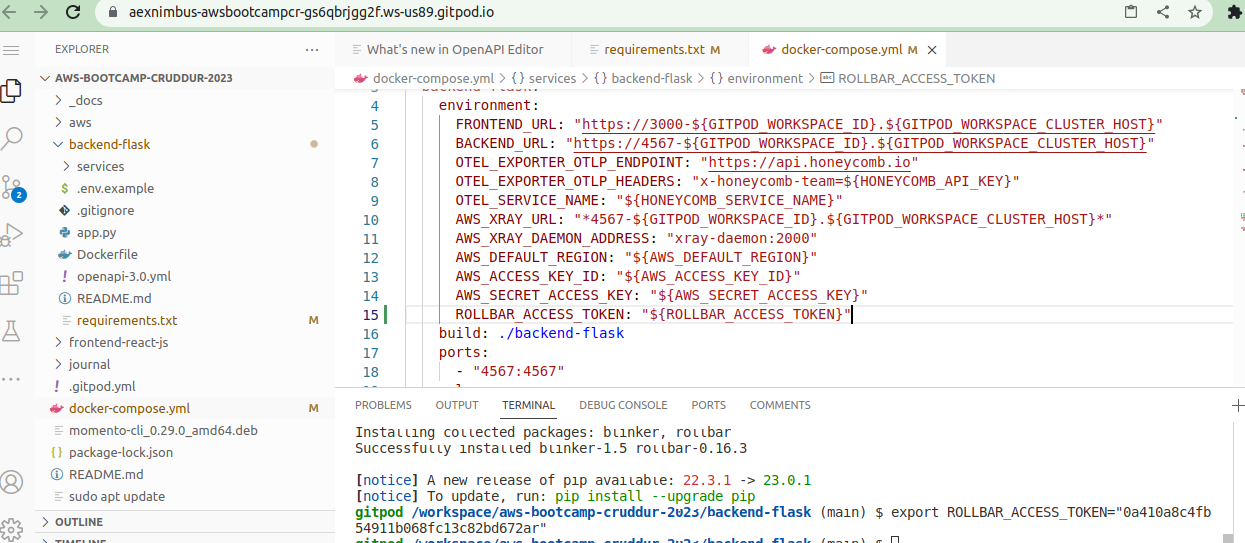 aexnimbus-awsbootcampcr-gs6qbrjgg2f.ws-us89.gitpod.io
EXPLORER
AWS-BOOTCAMP-CRUDDUR-2023
_docs
aws
backend-flask
services
.env.example
.gitignore
app.py
Dockerfile
openapi-3.0.yml
README.md
requirements.txt M
frontend-react-js
journal
.gitpod.yml
docker-compose.yml M
momento-cli_0.29.0_amd64.deb
package-lock.json
README.md
sudo apt update
OUTLINE
TIMELINE
2
What's new in OpenAPI Editor
requirements.txt M
docker-compose.yml M
docker-compose.yml > {} services > {} backend-flask > {} environment > abc ROLLBAR_ACCESS_TOKEN
3 backend-flask:
4 environment:
5 FRONTEND_URL: "https://3000-${GITPOD_WORKSPACE_ID}.${GITPOD_WORKSPACE_CLUSTER_HOST}"
6 BACKEND_URL: "https://4567-${GITPOD_WORKSPACE_ID}.${GITPOD_WORKSPACE_CLUSTER_HOST}"
7 OTEL_EXPORTER_OTLP_ENDPOINT: "https://api.honeycomb.io"
8 OTEL_EXPORTER_OTLP_HEADERS: "x-honeycomb-team=${HONEYCOMB_API_KEY}"
9 OTEL_SERVICE_NAME: "${HONEYCOMB_SERVICE_NAME}"
10 AWS_XRAY_URL: "*4567-${GITPOD_WORKSPACE_ID}.${GITPOD_WORKSPACE_CLUSTER_HOST}*"
11 AWS_XRAY_DAEMON_ADDRESS: "xray-daemon:2000"
12 AWS_DEFAULT_REGION: "${AWS_DEFAULT_REGION}"
13 AWS_ACCESS_KEY_ID: "${AWS_ACCESS_KEY_ID}"
14 AWS_SECRET_ACCESS_KEY: "${AWS_SECRET_ACCESS_KEY}"
15 ROLLBAR_ACCESS_TOKEN: "${ROLLBAR_ACCESS_TOKEN}"
16 build: ./backend-flask
17 ports:
18 - "4567:4567"
PROBLEMS OUTPUT TERMINAL DEBUG CONSOLE PORTS COMMENTS
Installing collected packages: blinker, rollbar
Successfully installed blinker-1.5 rollbar-0.16.3
[notice] A new release of pip available: 22.3.1 -> 23.0.1
[notice] To update, run: pip install --upgrade pip
gitpod /workspace/aws-bootcamp-cruddur-2023/backend-flask (main) $ export ROLLBAR_ACCESS_TOKEN="0a410a8c4fb
54911b068fc13c82bd672ar"
gitpod /workspace/aws-bootcamp-cruddur-2023/backend-flask (main) $